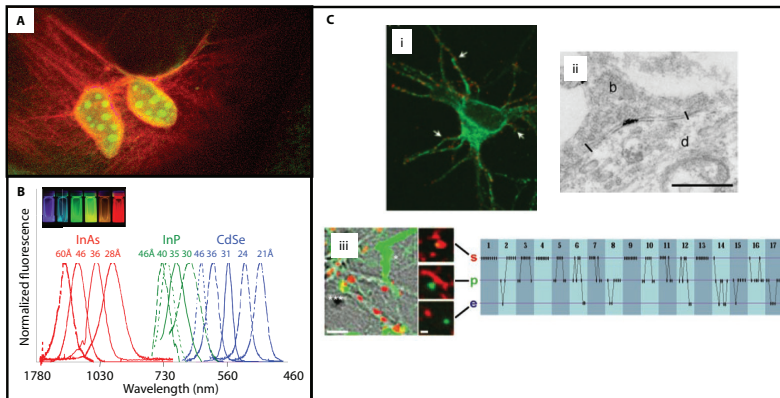 A
B
Normalized fluorescence
InAs InP CdSe
60Å 46 36 28Å 46Å 40 35 30 46 36 31 24 21Å
1780 1030 730 560 460
Wavelength (nm)
C
i
ii
b
d
iii
s
p
e
1 2 3 4 5 6 7 8 9 10 11 12 13 14 15 16 17